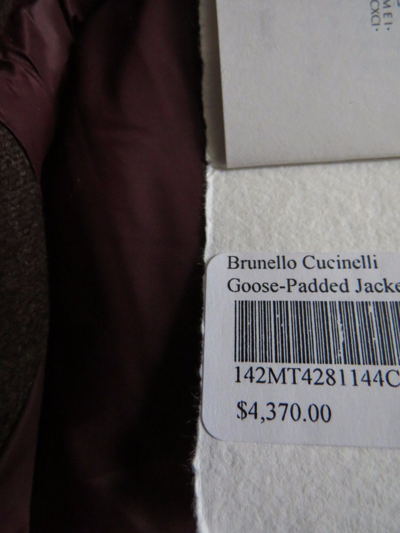 Brunello Cucinelli
Goose-Padded Jacke
142MT4281144C
$4,370.00